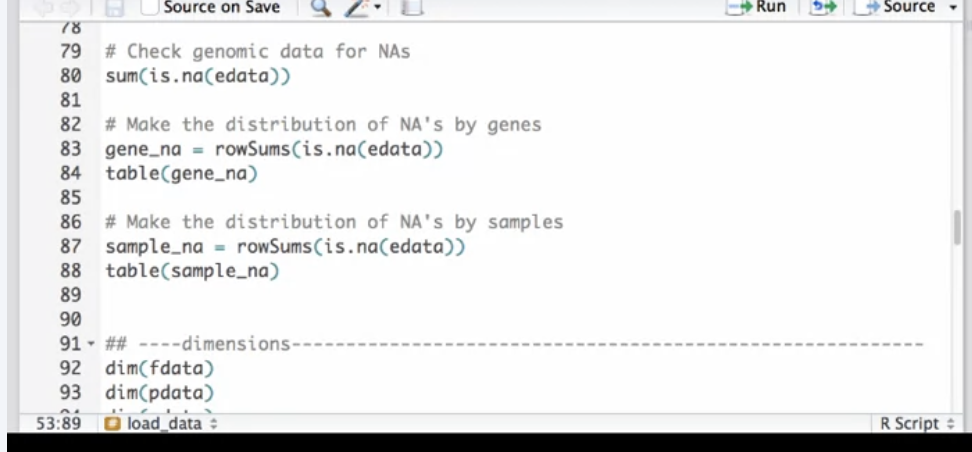 Source on Save Run Source
78
79 # Check genomic data for NAs
80 sum(is.na(edata))
81
82 # Make the distribution of NA's by genes
83 gene_na = rowSums(is.na(edata))
84 table(gene_na)
85
86 # Make the distribution of NA's by samples
87 sample_na = rowSums(is.na(edata))
88 table(sample_na)
89
90
91 ## ----dimensions------------------------------------------------------------
92 dim(fdata)
93 dim(pdata)
53:89 load_data R Script